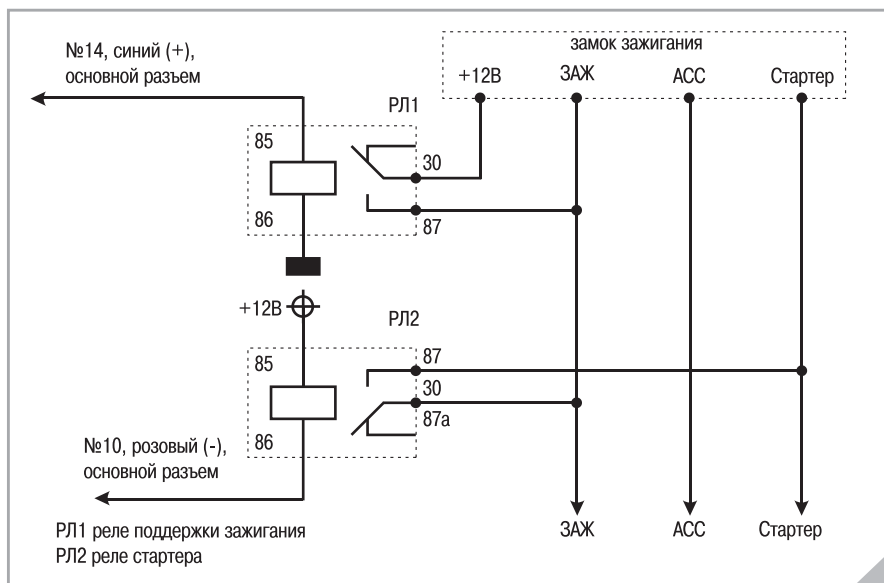 №14, синий (+),
основной разъем
замок зажигания
+12В ЗАЖ АСС Стартер
РЛ1
85
30
86
87
+12В
РЛ2
85
87
30
87а
86
№10, розовый (-),
основной разъем
РЛ1 реле поддержки зажигания
РЛ2 реле стартера
ЗАЖ АСС Стартер